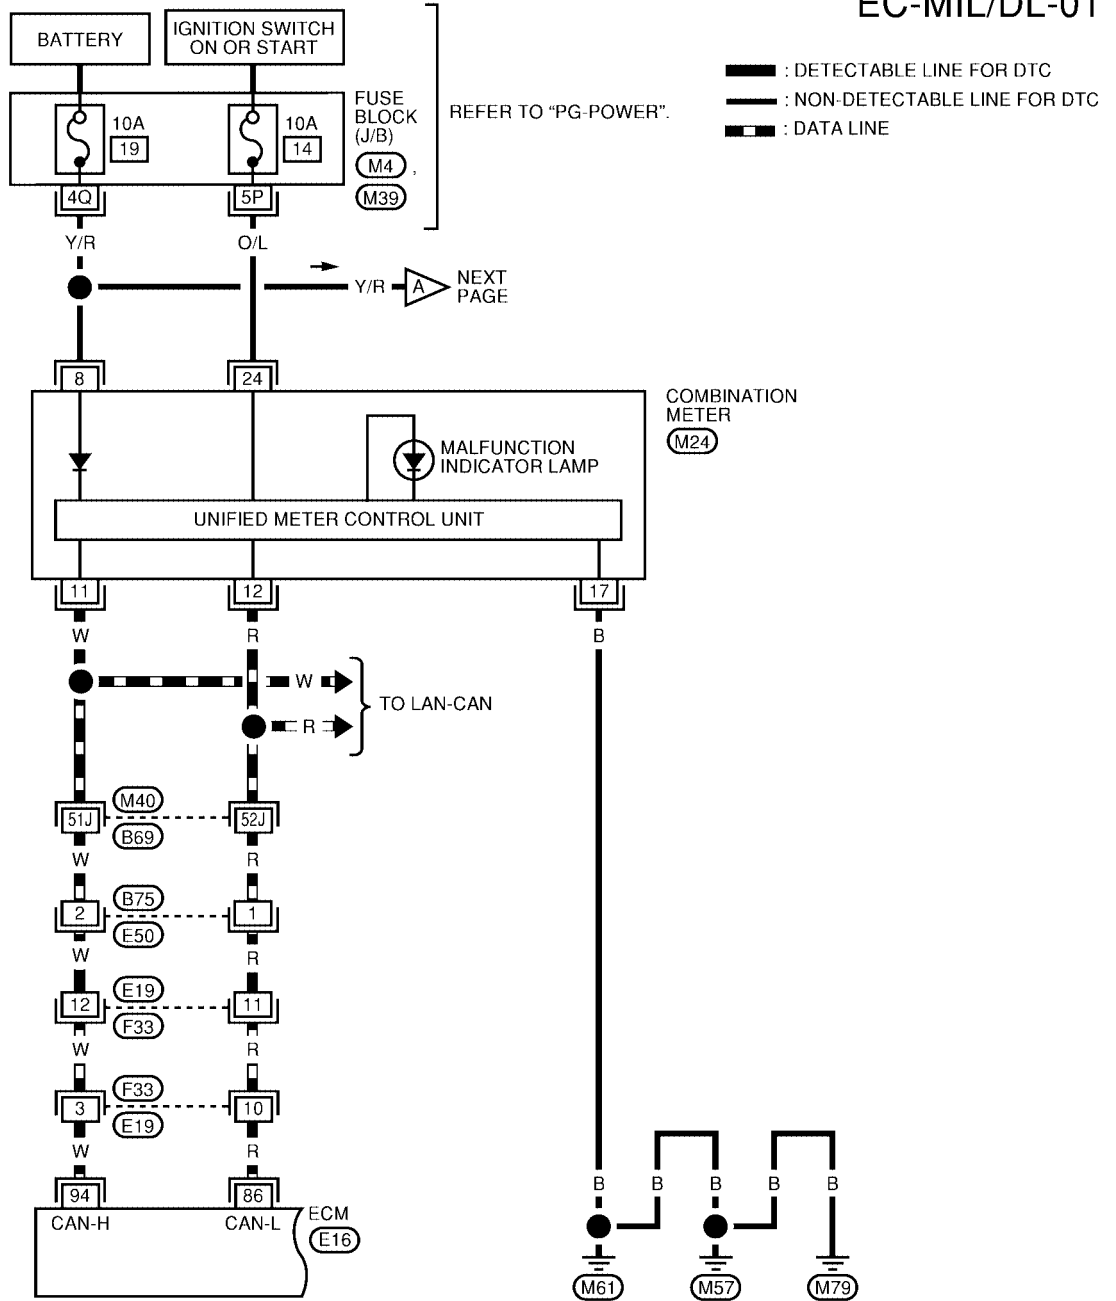 EC-MIL/DL-01
BATTERY
IGNITION SWITCH
ON OR START
: DETECTABLE LINE FOR DTC
: NON-DETECTABLE LINE FOR DTC
: DATA LINE
FUSE
BLOCK
(J/B)
M4 ,
M39
REFER TO “PG-POWER”.
10A
19
10A
14
4Q
5P
Y/R
O/L
Y/R
A
NEXT
PAGE
8
24
COMBINATION
METER
M24
MALFUNCTION
INDICATOR LAMP
UNIFIED METER CONTROL UNIT
11
12
17
W
R
B
W
R
TO LAN-CAN
51J
M40
B69
52J
W
R
2
B75
E50
1
W
R
12
E19
F33
11
W
R
3
F33
E19
10
W
R
94
86
CAN-H
CAN-L
ECM
E16
B
B
B
B
B
M61
M57
M79